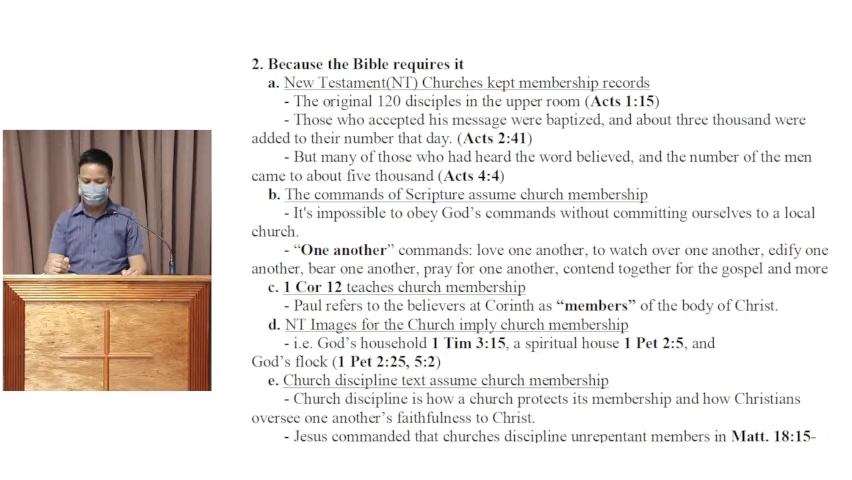 2. Because the Bible requires it
a. New Testament(NT) Churches kept membership records
- The original 120 disciples in the upper room (Acts 1:15)
- Those who accepted his message were baptized, and about three thousand were
added to their number that day. (Acts 2:41)
- But many of those who had heard the word believed, and the number of the men
came to about five thousand (Acts 4:4)
b. The commands of Scripture assume church membership
- It's impossible to obey God’s commands without committing ourselves to a local
church.
- “One another” commands: love one another, to watch over one another, edify one
another, bear one another, pray for one another, contend together for the gospel and more
c. 1 Cor 12 teaches church membership
- Paul refers to the believers at Corinth as “members” of the body of Christ.
d. NT Images for the Church imply church membership
- i.e. God’s household 1 Tim 3:15, a spiritual house 1 Pet 2:5, and
God’s flock (1 Pet 2:25, 5:2)
e. Church discipline text assume church membership
- Church discipline is how a church protects its membership and how Christians
oversee one another’s faithfulness to Christ.
- Jesus commanded that churches discipline unrepentant members in Matt. 18:15-